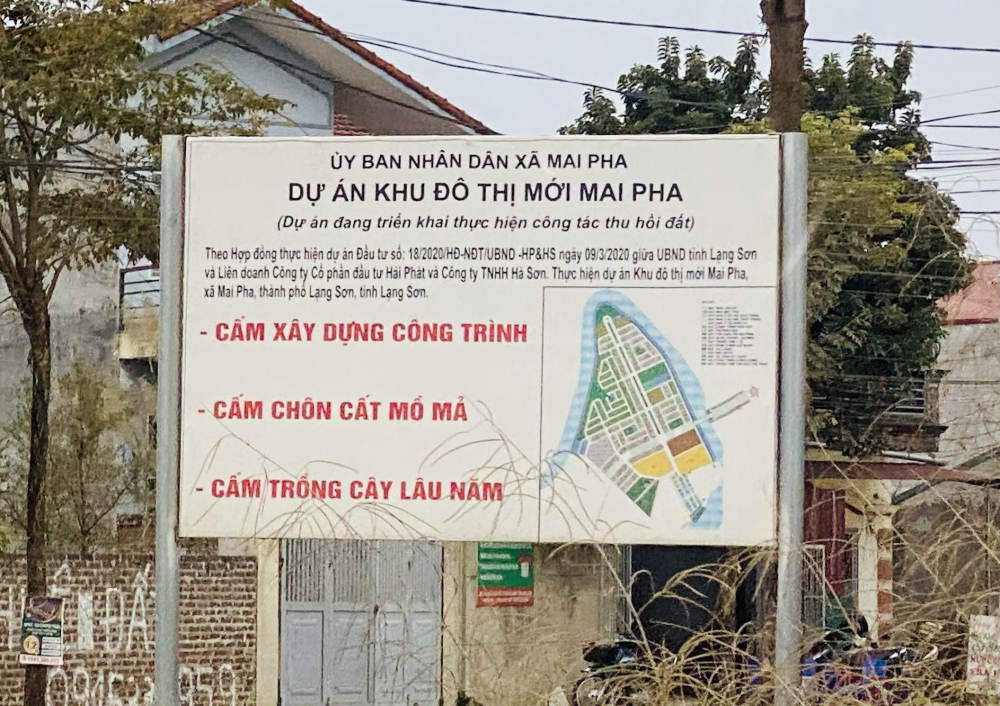 ỦY BAN NHÂN DÂN XÃ MAI PHA
DỰ ÁN KHU ĐÔ THỊ MỚI MAI PHA
(Dự án đang triển khai thực hiện công tác thu hồi đất)
Theo Hợp đồng thực hiện dự án Đầu tư số: 18/2020/HĐ-NĐT/UBND -HP&HS ngày 09/3/2020 giữa UBND tỉnh Lạng Sơn
và Liên doanh Công ty Cổ phần đầu tư Hải Phát và Công ty TNHH Hà Sơn. Thực hiện dự án Khu đô thị mới Mai Pha,
xã Mai Pha, thành phố Lạng Sơn, tỉnh Lạng Sơn.
- CẤM XÂY DỰNG CÔNG TRÌNH
- CẤM CHÔN CẤT MỒ MẢ
- CẤM TRỒNG CÂY LÂU NĂM